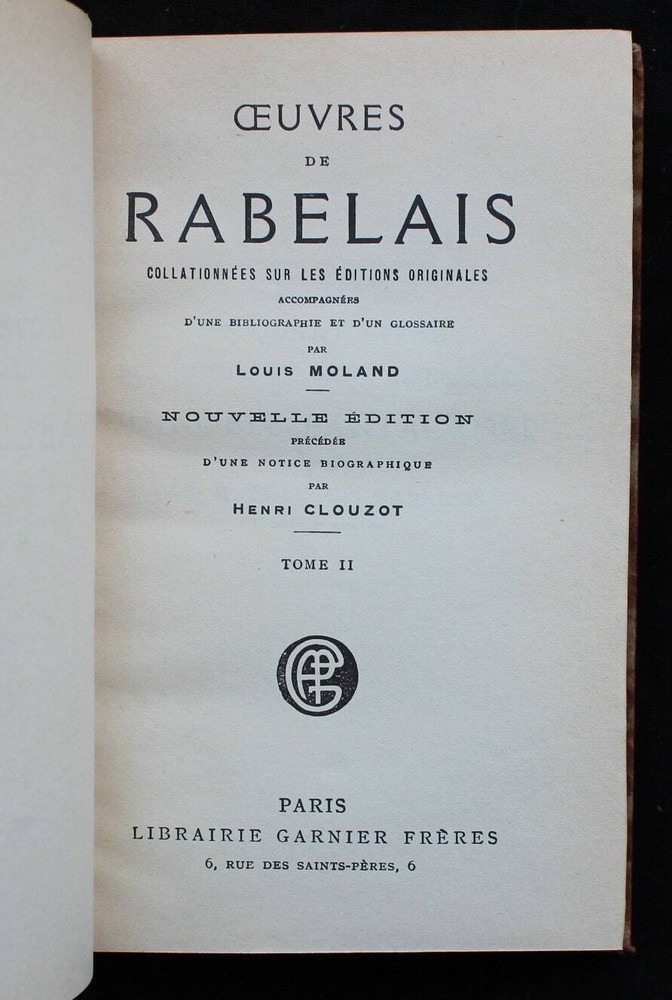 ŒUVRES
DE
RABELAIS
COLLATIONNÉES SUR LES ÉDITIONS ORIGINALES
ACCOMPAGNÉES
D'UNE BIBLIOGRAPHIE ET D'UN GLOSSAIRE
PAR
LOUIS MOLAND
NOUVELLE ÉDITION
PRÉCÉDÉE
D'UNE NOTICE BIOGRAPHIQUE
PAR
HENRI CLOUZOT
TOME II
PARIS
LIBRAIRIE GARNIER FRÈRES
6, RUE DES SAINTS-PÈRES, 6